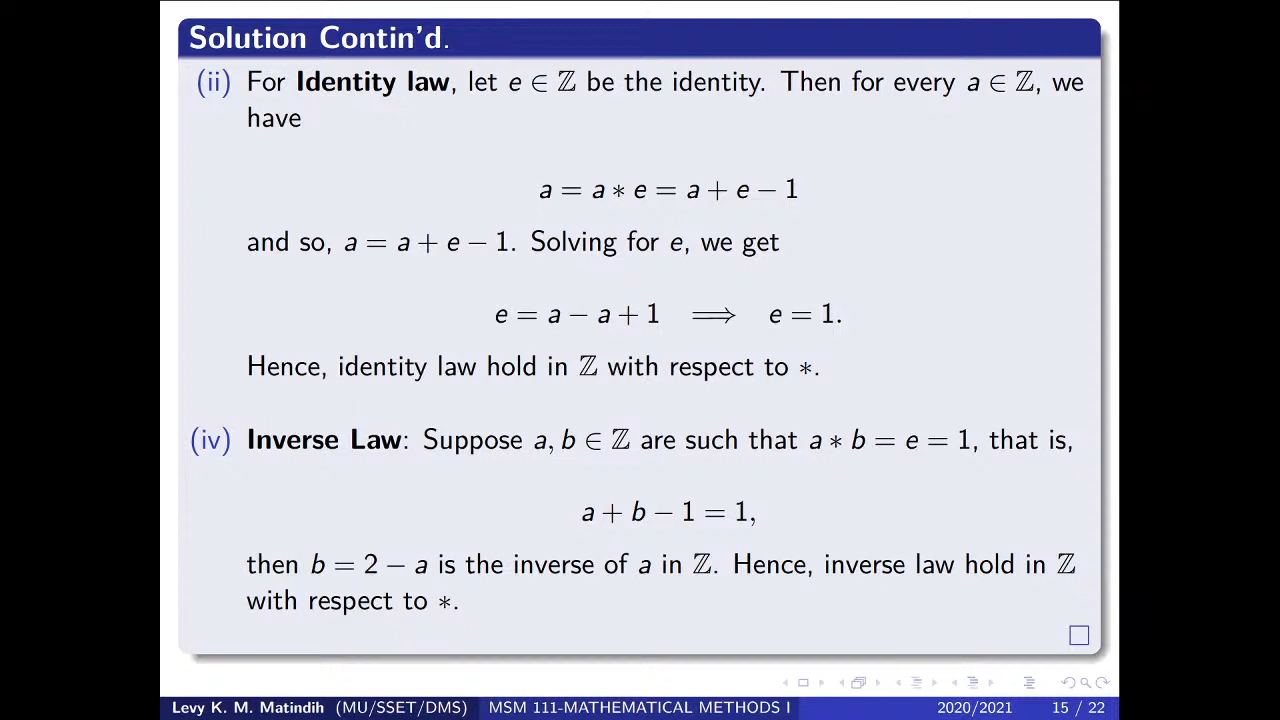 Solution Contin'd.
(ii) For Identity law, let e ∈ ℤ be the identity. Then for every a ∈ ℤ, we
have
a = a ∗ e = a + e − 1
and so, a = a + e − 1. Solving for e, we get
e = a − a + 1 ⟹ e = 1.
Hence, identity law hold in ℤ with respect to ∗.
(iv) Inverse Law: Suppose a, b ∈ ℤ are such that a ∗ b = e = 1, that is,
a + b − 1 = 1,
then b = 2 − a is the inverse of a in ℤ. Hence, inverse law hold in ℤ
with respect to ∗.
Levy K. M. Matindih (MU/SSET/DMS) MSM 111-MATHEMATICAL METHODS I 2020/2021 15 / 22